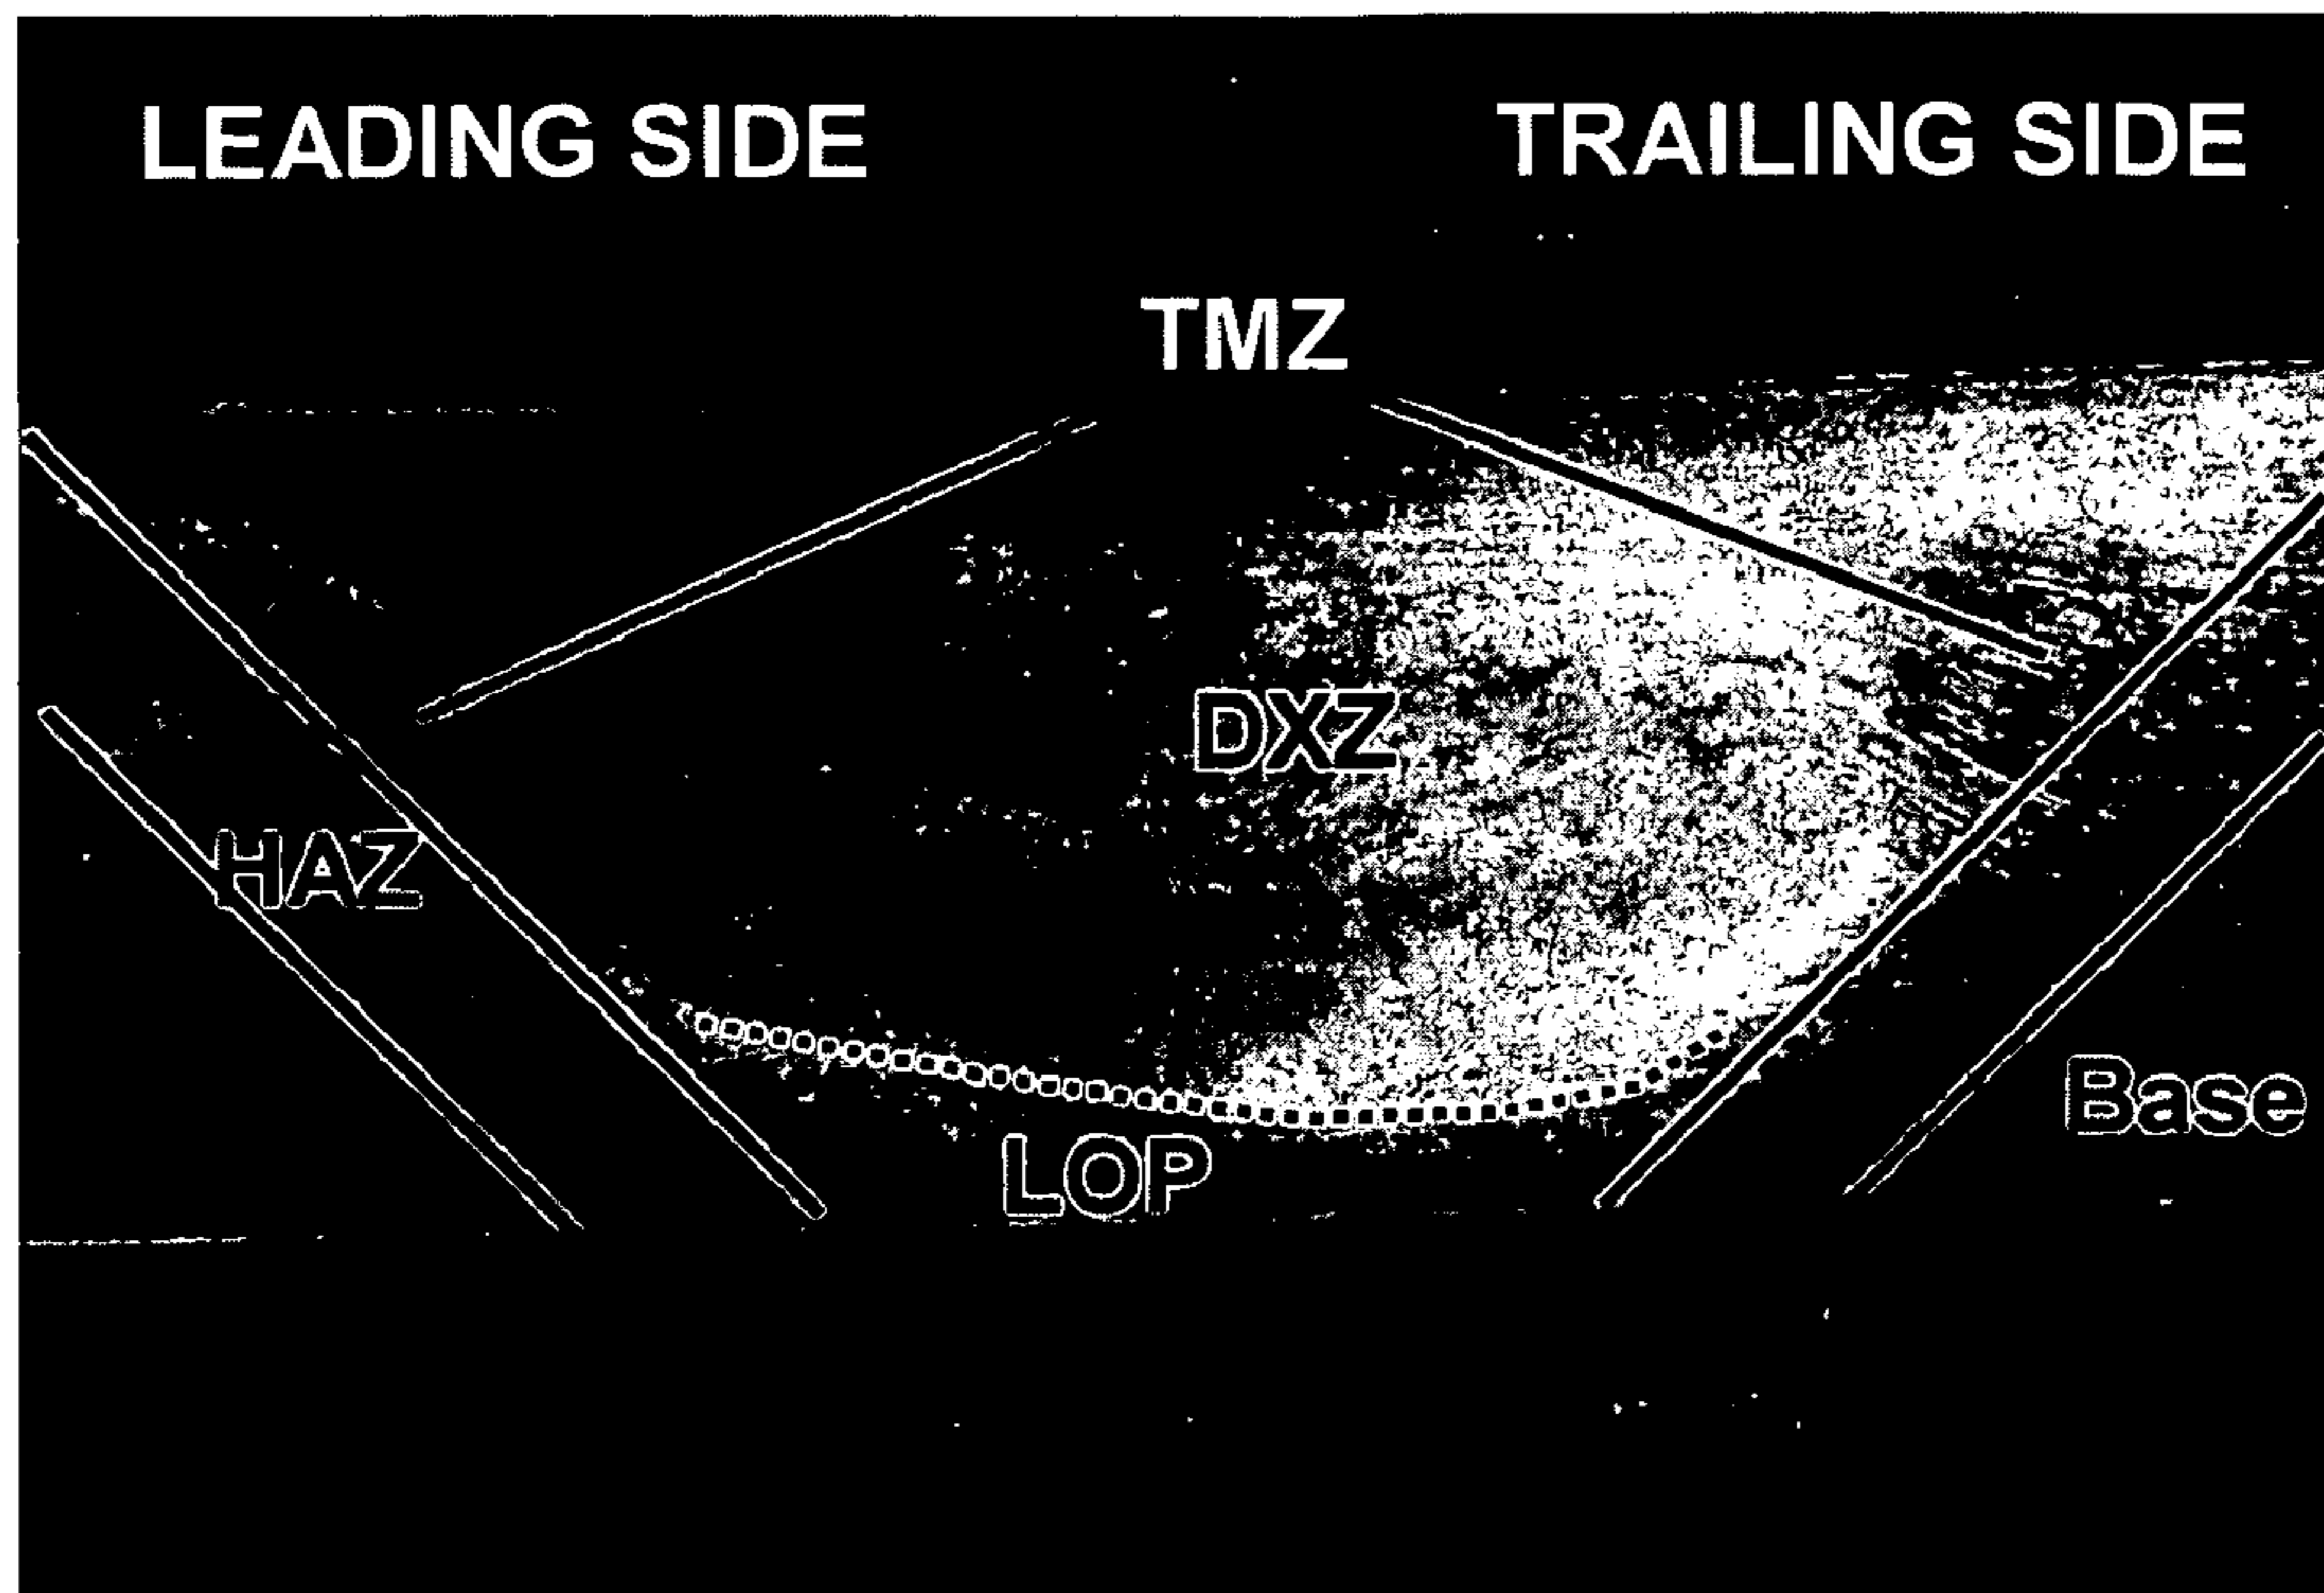 LEADING SIDE
TRAILING SIDE
TMZ
DXZ
HAZ
Base
LOP